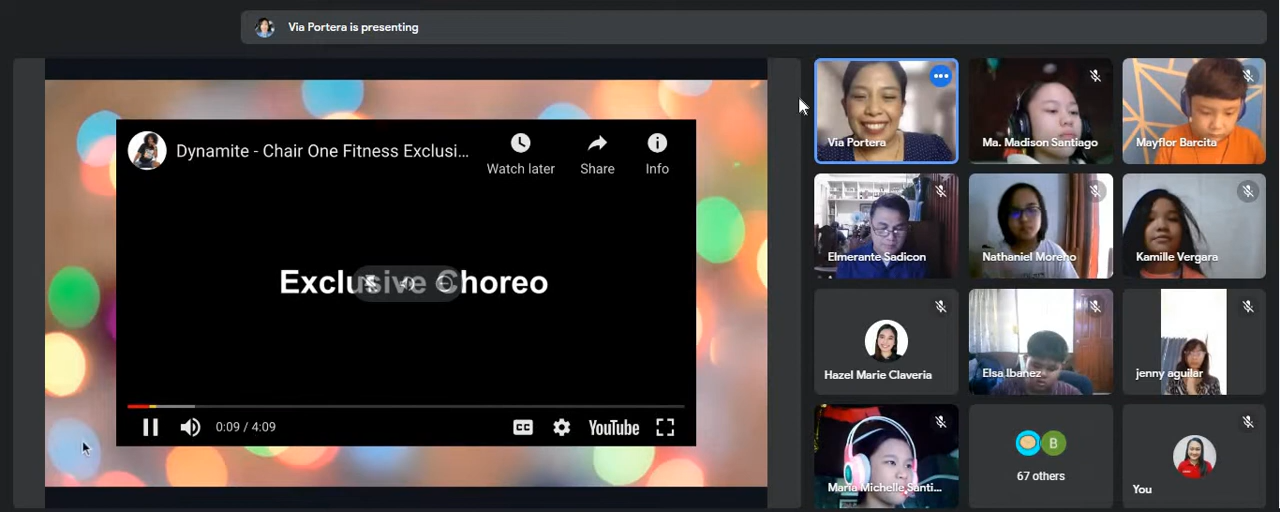 Via Portera is presenting
Dynamite - Chair One Fitness Exclusi...
Watch later
Share
Info
Exclusive Choreo
0:09 / 4:09
CC
YouTube
Via Portera
Ma. Madison Santiago
Mayflor Barcita
Elmerante Sadicon
Nathaniel Moreno
Kamille Vergara
Hazel Marie Claveria
Elsa Ibanez
jenny aguilar
Maria Michelle Santi...
B
67 others
You